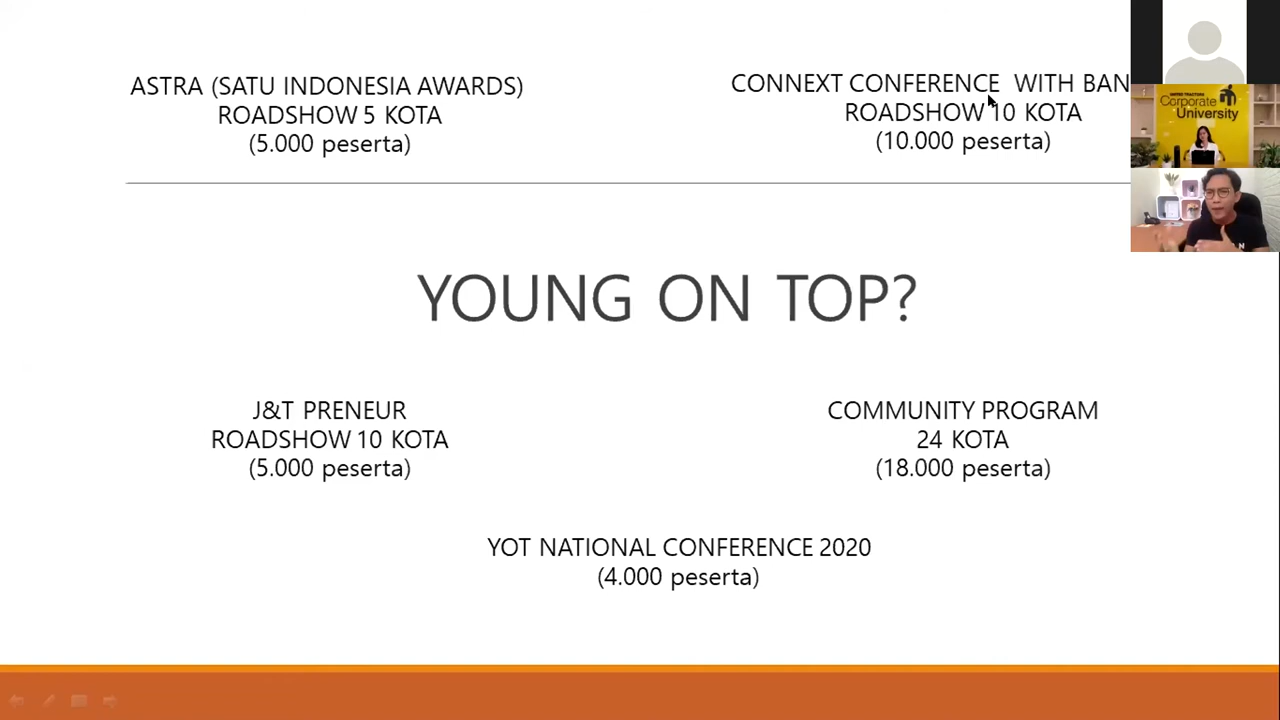 ASTRA (SATU INDONESIA AWARDS)
ROADSHOW 5 KOTA
(5.000 peserta)
CONNEXT CONFERENCE WITH BAN
ROADSHOW 10 KOTA
(10.000 peserta)
UNITED TRACTORS
Corporate
University
YOUNG ON TOP?
J&T PRENEUR
ROADSHOW 10 KOTA
(5.000 peserta)
COMMUNITY PROGRAM
24 KOTA
(18.000 peserta)
YOT NATIONAL CONFERENCE 2020
(4.000 peserta)